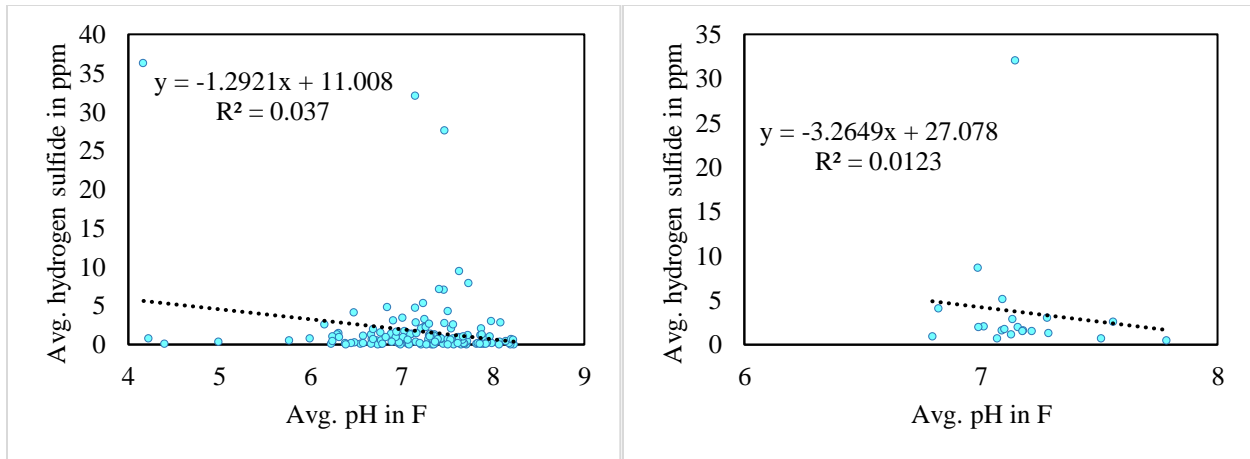 Avg. hydrogen sulfide in ppm
40
35
30
25
20
15
10
5
0
y = -1.2921x + 11.008
R² = 0.037
4 5 6 7 8 9
Avg. pH in F
Avg. hydrogen sulfide in ppm
35
30
25
20
15
10
5
0
y = -3.2649x + 27.078
R² = 0.0123
6 7 8
Avg. pH in F